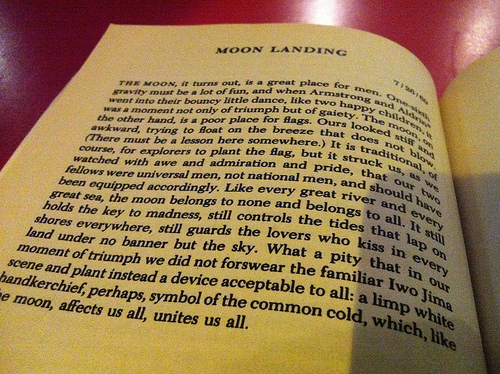 MOON LANDING
7/26/69
THE MOON, it turns out, is a great place for men. One-sixth
gravity must be a lot of fun, and when Armstrong and Aldrin
went into their bouncy little dance, like two happy children, it
was a moment not only of triumph but of gaiety. The moon, on
the other hand, is a poor place for flags. Ours looked stiff and
awkward, trying to float on the breeze that does not blow.
(There must be a lesson here somewhere.) It is traditional, of
course, for explorers to plant the flag, but it struck us, as we
watched with awe and admiration and pride, that our two
fellows were universal men, not national men, and should have
been equipped accordingly. Like every great river and every
great sea, the moon belongs to none and belongs to all. It still
holds the key to madness, still controls the tides that lap on
shores everywhere, still guards the lovers who kiss in every
land under no banner but the sky. What a pity that in our
moment of triumph we did not forswear the familiar Iwo Jima
scene and plant instead a device acceptable to all: a limp white
handkerchief, perhaps, symbol of the common cold, which, like
the moon, affects us all, unites us all.